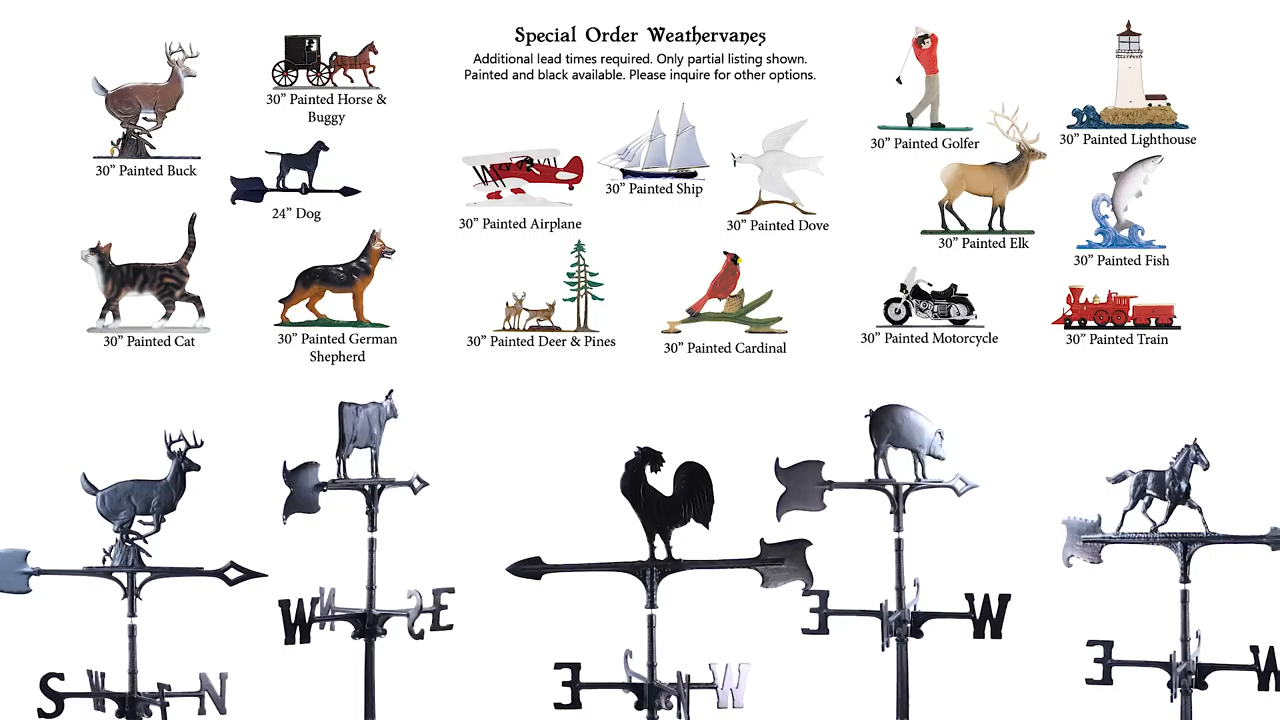 Special Order Weathervanes
Additional lead times required. Only partial listing shown.
Painted and black available. Please inquire for other options.
30” Painted Buck
30” Painted Horse &
Buggy
24” Dog
30” Painted Cat
30” Painted German
Shepherd
30” Painted Airplane
30” Painted Ship
30” Painted Dove
30” Painted Deer & Pines
30” Painted Cardinal
30” Painted Golfer
30” Painted Lighthouse
30” Painted Elk
30” Painted Fish
30” Painted Motorcycle
30” Painted Train
S W E N
W N S E
E S N W
E W
E W